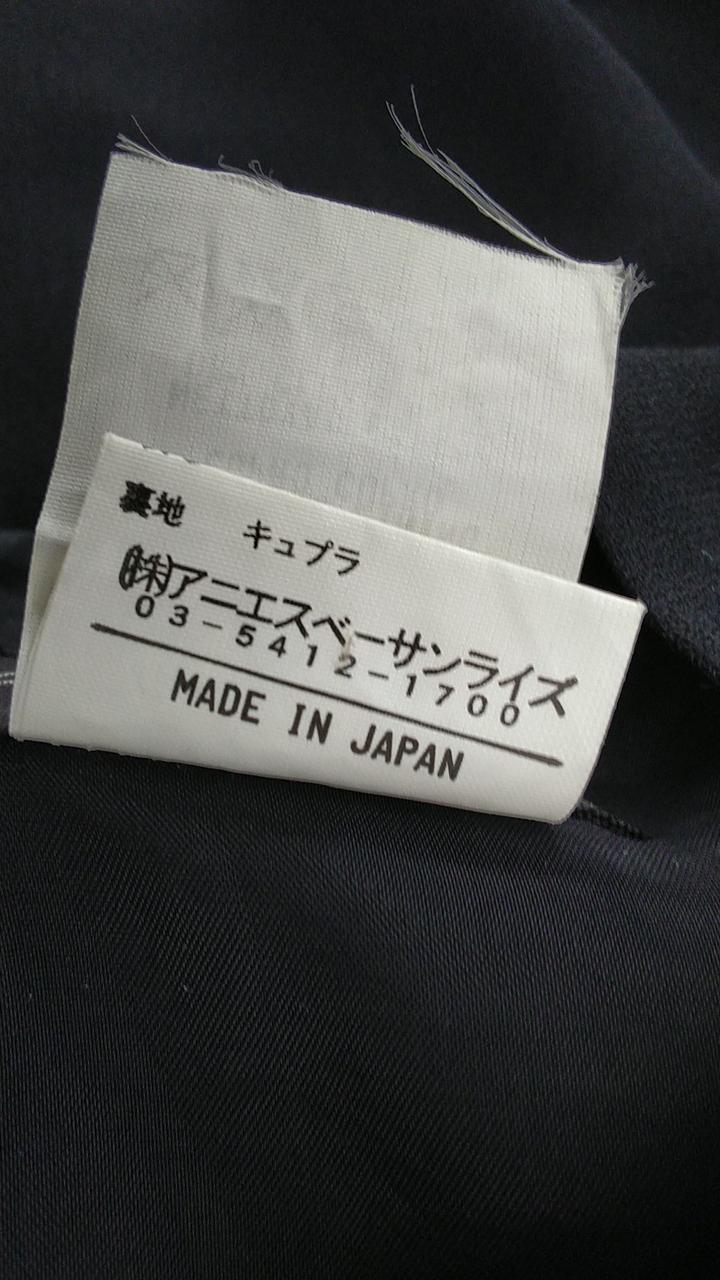 裏地 キュプラ
㈱アニエスベーサンライズ
03-5412-1700
MADE IN JAPAN